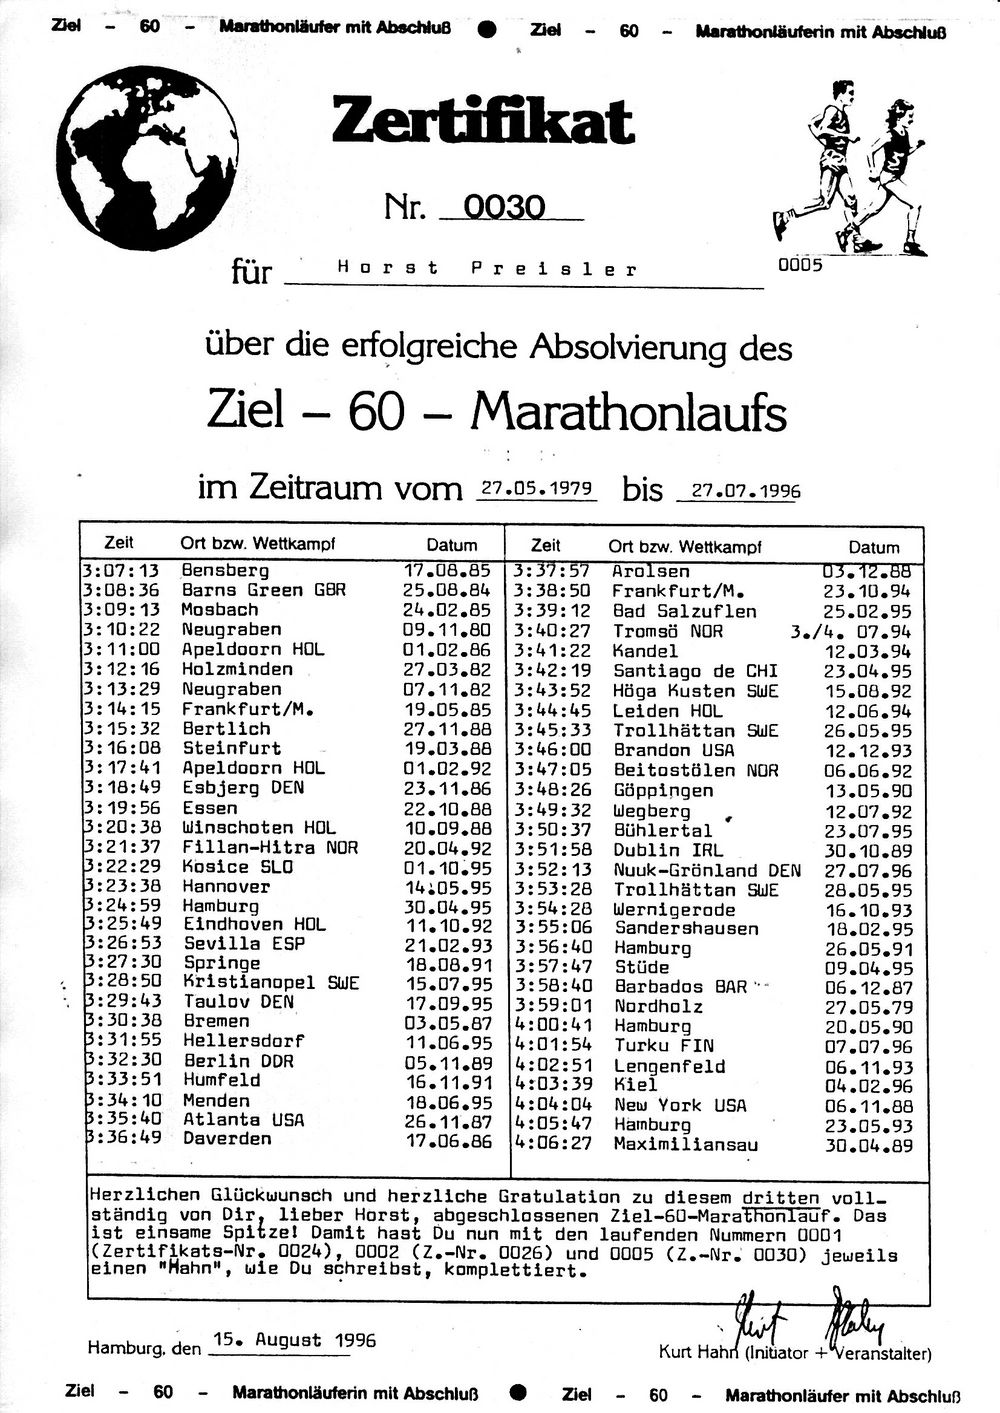 Ziel – 60 – Marathonläufer mit Abschluß ● Ziel – 60 – Marathonläuferin mit Abschluß
Zertifikat
Nr. 0030
für Horst Preisler
0005
über die erfolgreiche Absolvierung des
Ziel – 60 – Marathonlaufs
im Zeitraum vom 27.05.1979 bis 27.07.1996
Zeit Ort bzw. Wettkampf Datum Zeit Ort bzw. Wettkampf Datum
3:07:13 Bensberg 17.08.85 3:37:57 Arolsen 03.12.88
3:08:36 Barns Green GBR 25.08.84 3:38:50 Frankfurt/M. 23.10.94
3:09:13 Mosbach 24.02.85 3:39:12 Bad Salzuflen 25.02.95
3:10:22 Neugraben 09.11.80 3:40:27 Tromsö NOR 3./4. 07.94
3:11:00 Apeldoorn HOL 01.02.86 3:41:22 Kandel 12.03.94
3:12:16 Holzminden 27.03.82 3:42:19 Santiago de CHI 23.04.95
3:13:29 Neugraben 07.11.82 3:43:52 Höga Kusten SWE 15.08.92
3:14:15 Frankfurt/M. 19.05.85 3:44:45 Leiden HOL 12.06.94
3:15:32 Bertlich 27.11.88 3:45:33 Trollhättan SWE 26.05.95
3:16:08 Steinfurt 19.03.88 3:46:00 Brandon USA 12.12.93
3:17:41 Apeldoorn HOL 01.02.92 3:47:05 Beitostölen NOR 06.06.92
3:18:49 Esbjerg DEN 23.11.86 3:48:26 Göppingen 13.05.90
3:19:56 Essen 22.10.88 3:49:32 Wegberg 12.07.92
3:20:38 Winschoten HOL 10.09.88 3:50:37 Bühlertal 23.07.95
3:21:37 Fillan-Hitra NOR 20.04.92 3:51:58 Dublin IRL 30.10.89
3:22:29 Kosice SLO 01.10.95 3:52:13 Nuuk-Grönland DEN 27.07.96
3:23:38 Hannover 14.05.95 3:53:28 Trollhättan SWE 28.05.95
3:24:59 Hamburg 30.04.95 3:54:28 Wernigerode 16.10.93
3:25:49 Eindhoven HOL 11.10.92 3:55:06 Sandershausen 18.02.95
3:26:53 Sevilla ESP 21.02.93 3:56:40 Hamburg 26.05.91
3:27:30 Springe 18.08.91 3:57:47 Stüde 09.04.95
3:28:50 Kristianopel SWE 15.07.95 3:58:40 Barbados BAR 06.12.87
3:29:43 Taulov DEN 17.09.95 3:59:01 Nordholz 27.05.79
3:30:38 Bremen 03.05.87 4:00:41 Hamburg 20.05.90
3:31:55 Hellersdorf 11.06.95 4:01:54 Turku FIN 07.07.96
3:32:30 Berlin DDR 05.11.89 4:02:51 Lengenfeld 06.11.93
3:33:51 Humfeld 16.11.91 4:03:39 Kiel 04.02.96
3:34:10 Menden 18.06.95 4:04:04 New York USA 06.11.88
3:35:40 Atlanta USA 26.11.87 4:05:47 Hamburg 23.05.93
3:36:49 Daverden 17.06.86 4:06:27 Maximiliansau 30.04.89
Herzlichen Glückwunsch und herzliche Gratulation zu diesem dritten voll-
ständig von Dir, lieber Horst, abgeschlossenen Ziel-60-Marathonlauf. Das
ist einsame Spitze! Damit hast Du nun mit den laufenden Nummern 0001
(Zertifikats-Nr. 0024), 0002 (Z.-Nr. 0026) und 0005 (Z.-Nr. 0030) jeweils
einen "Hahn", wie Du schreibst, komplettiert.
Hamburg, den 15. August 1996
Kurt Hahn
Kurt Hahn (Initiator + Veranstalter)
Ziel – 60 – Marathonläuferin mit Abschluß ● Ziel – 60 – Marathonläufer mit Abschluß